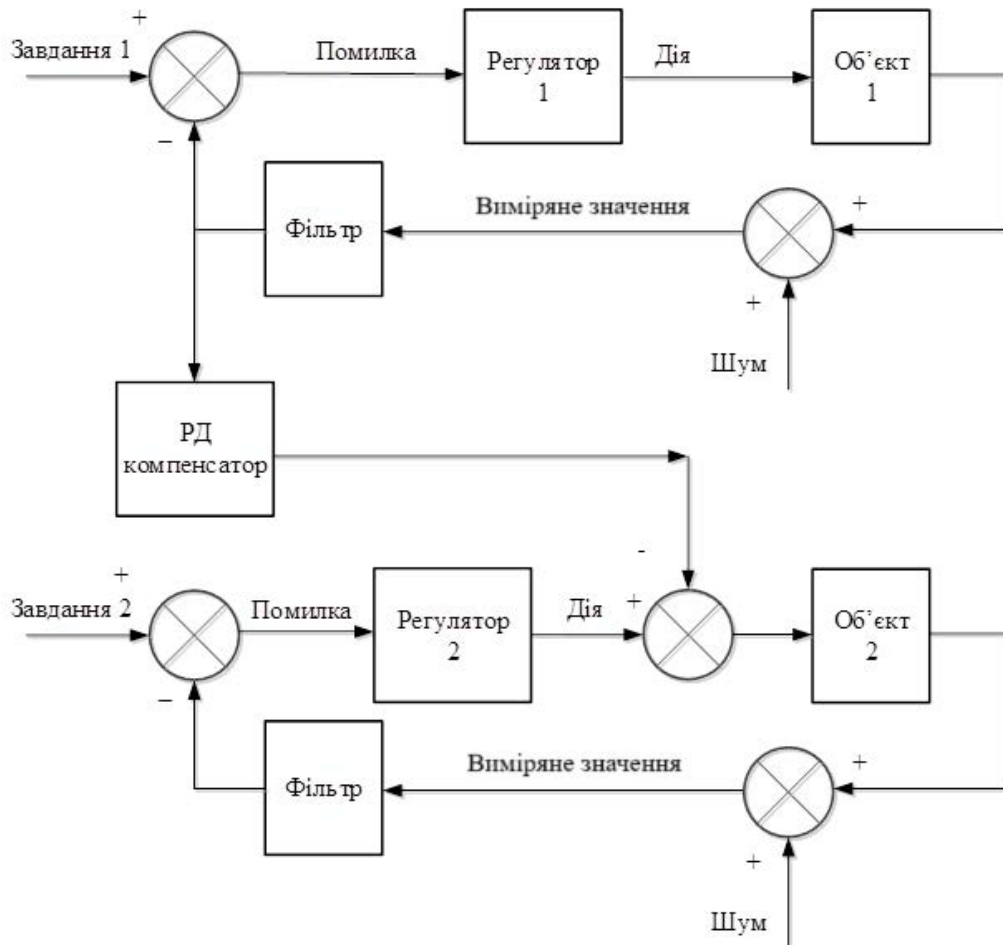 +
Завдання 1
Помилка
Регулятор
1
Дія
Об’єкт
1
–
Фільтр
Виміряне значення
+
+
Шум
РД
компенсатор
-
+
Завдання 2
Помилка
Регулятор
2
Дія
+
Об’єкт
2
–
Фільтр
Виміряне значення
+
+
Шум